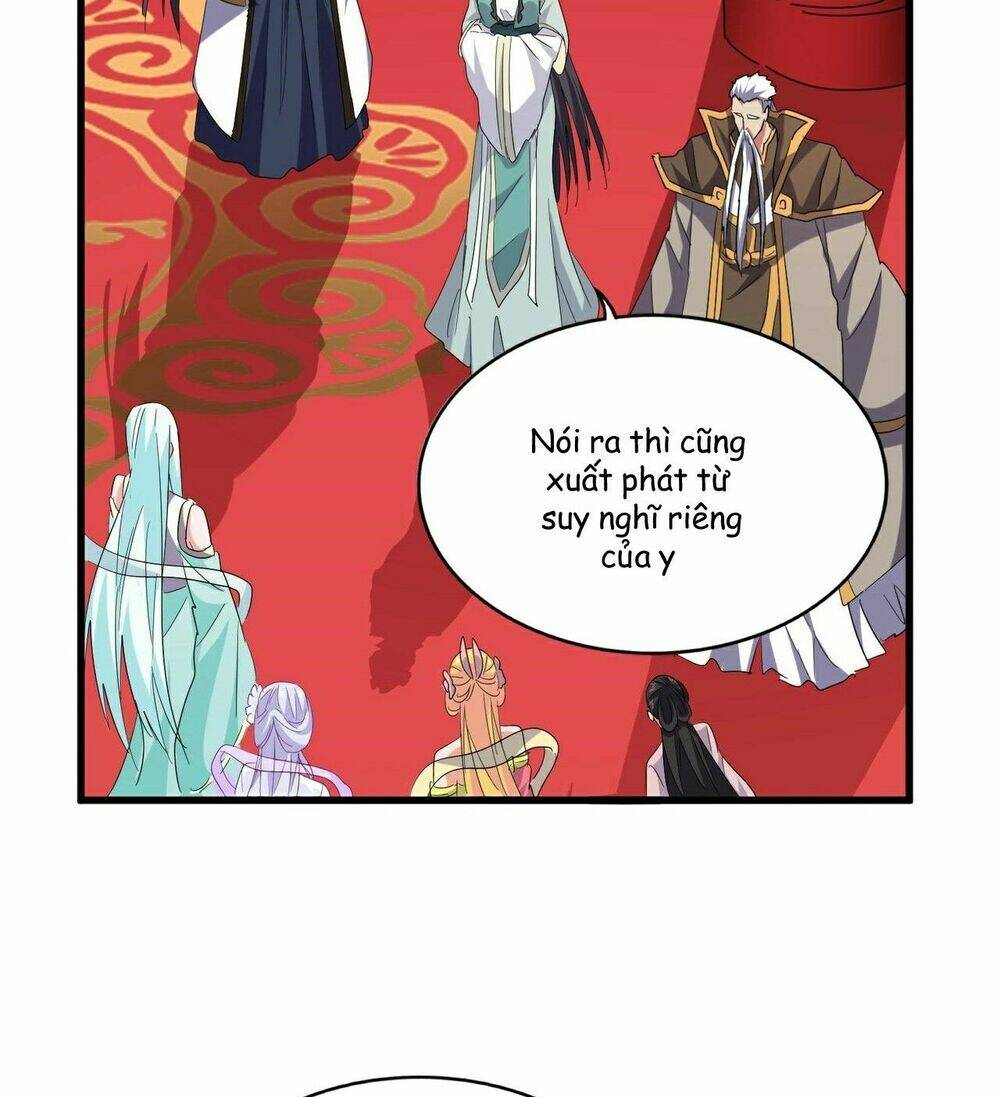 Nói ra thì cũng
xuất phát từ
suy nghĩ riêng
của y